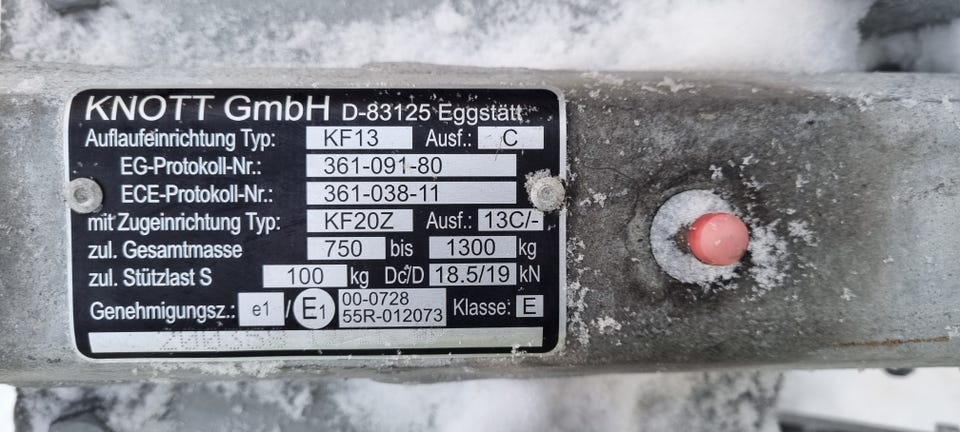 KNOTT GmbH D-83125 Eggstätt
Auflaufeinrichtung Typ: KF13 Ausf.: C
EG-Protokoll-Nr.: 361-091-80
ECE-Protokoll-Nr.: 361-038-11
mit Zugeinrichtung Typ: KF20Z Ausf.: 13C/-
zul. Gesamtmasse 750 bis 1300 kg
zul. Stützlast S 100 kg Dc/D 18.5/19 kN
Genehmigungsz.: e1 / E1 00-0728 Klasse: E
55R-012073